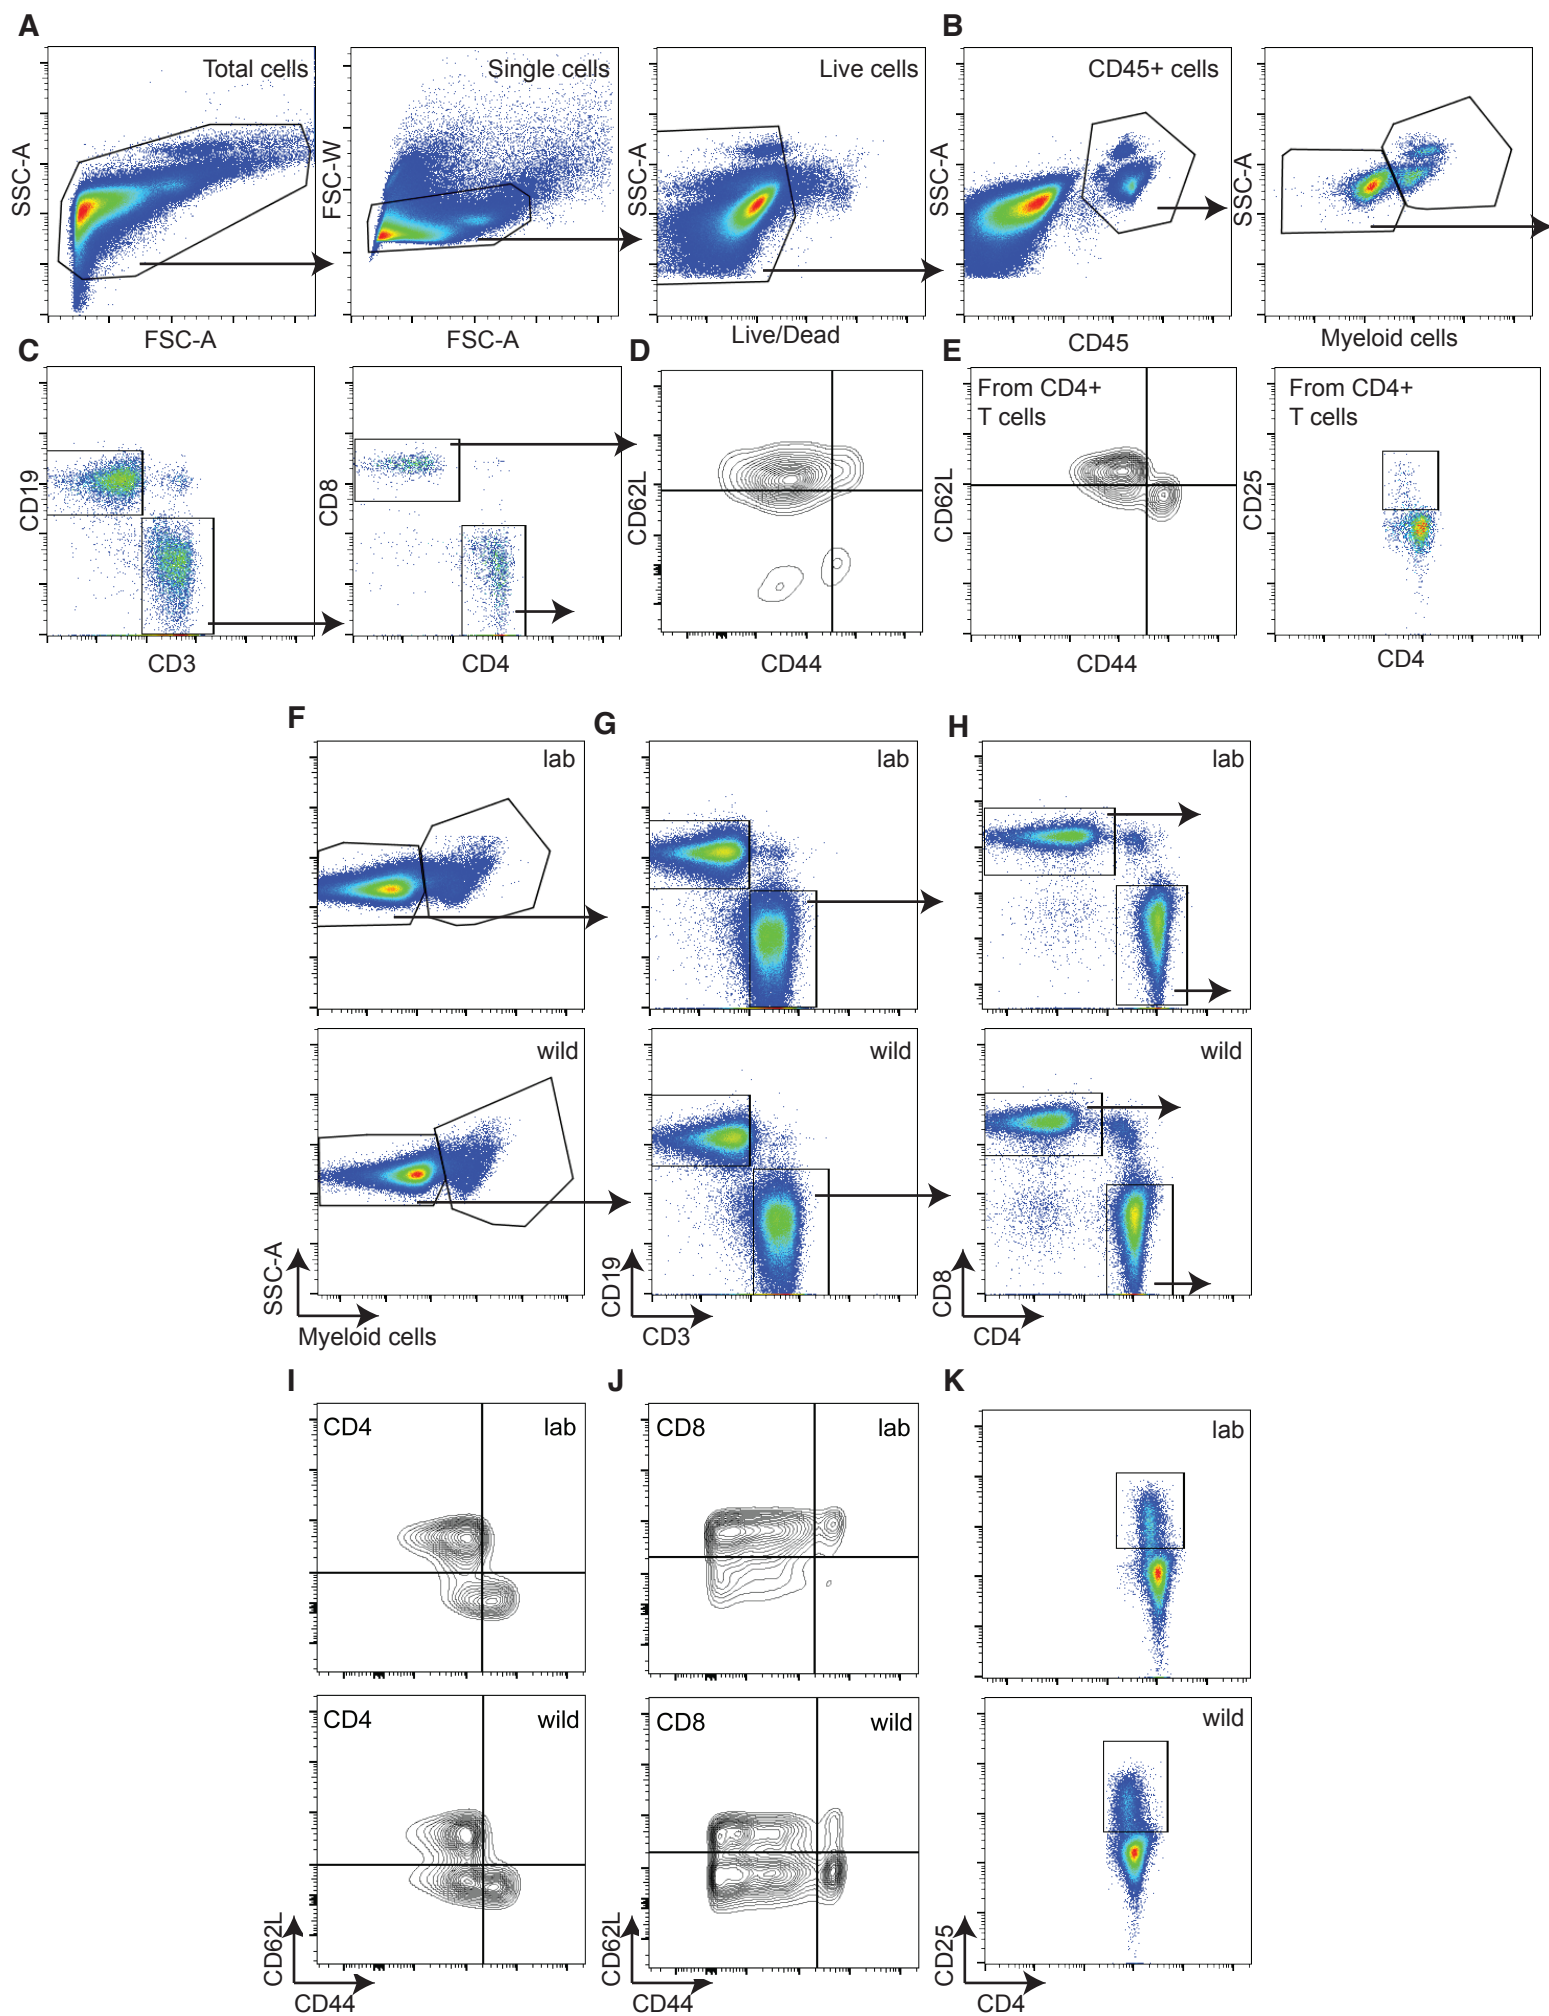 A
B
Total cells
SSC-A
FSC-A
Single cells
FSC-W
FSC-A
Live cells
SSC-A
Live/Dead
CD45+ cells
SSC-A
CD45
SSC-A
Myeloid cells
C
D
E
CD19
CD3
CD8
CD4
CD62L
CD44
From CD4+
T cells
CD62L
CD44
From CD4+
T cells
CD25
CD4
F
G
H
lab
lab
lab
wild
wild
wild
SSC-A
Myeloid cells
CD19
CD3
CD8
CD4
I
J
K
CD4
lab
CD8
lab
lab
CD4
wild
CD8
wild
wild
CD62L
CD44
CD62L
CD44
CD25
CD4